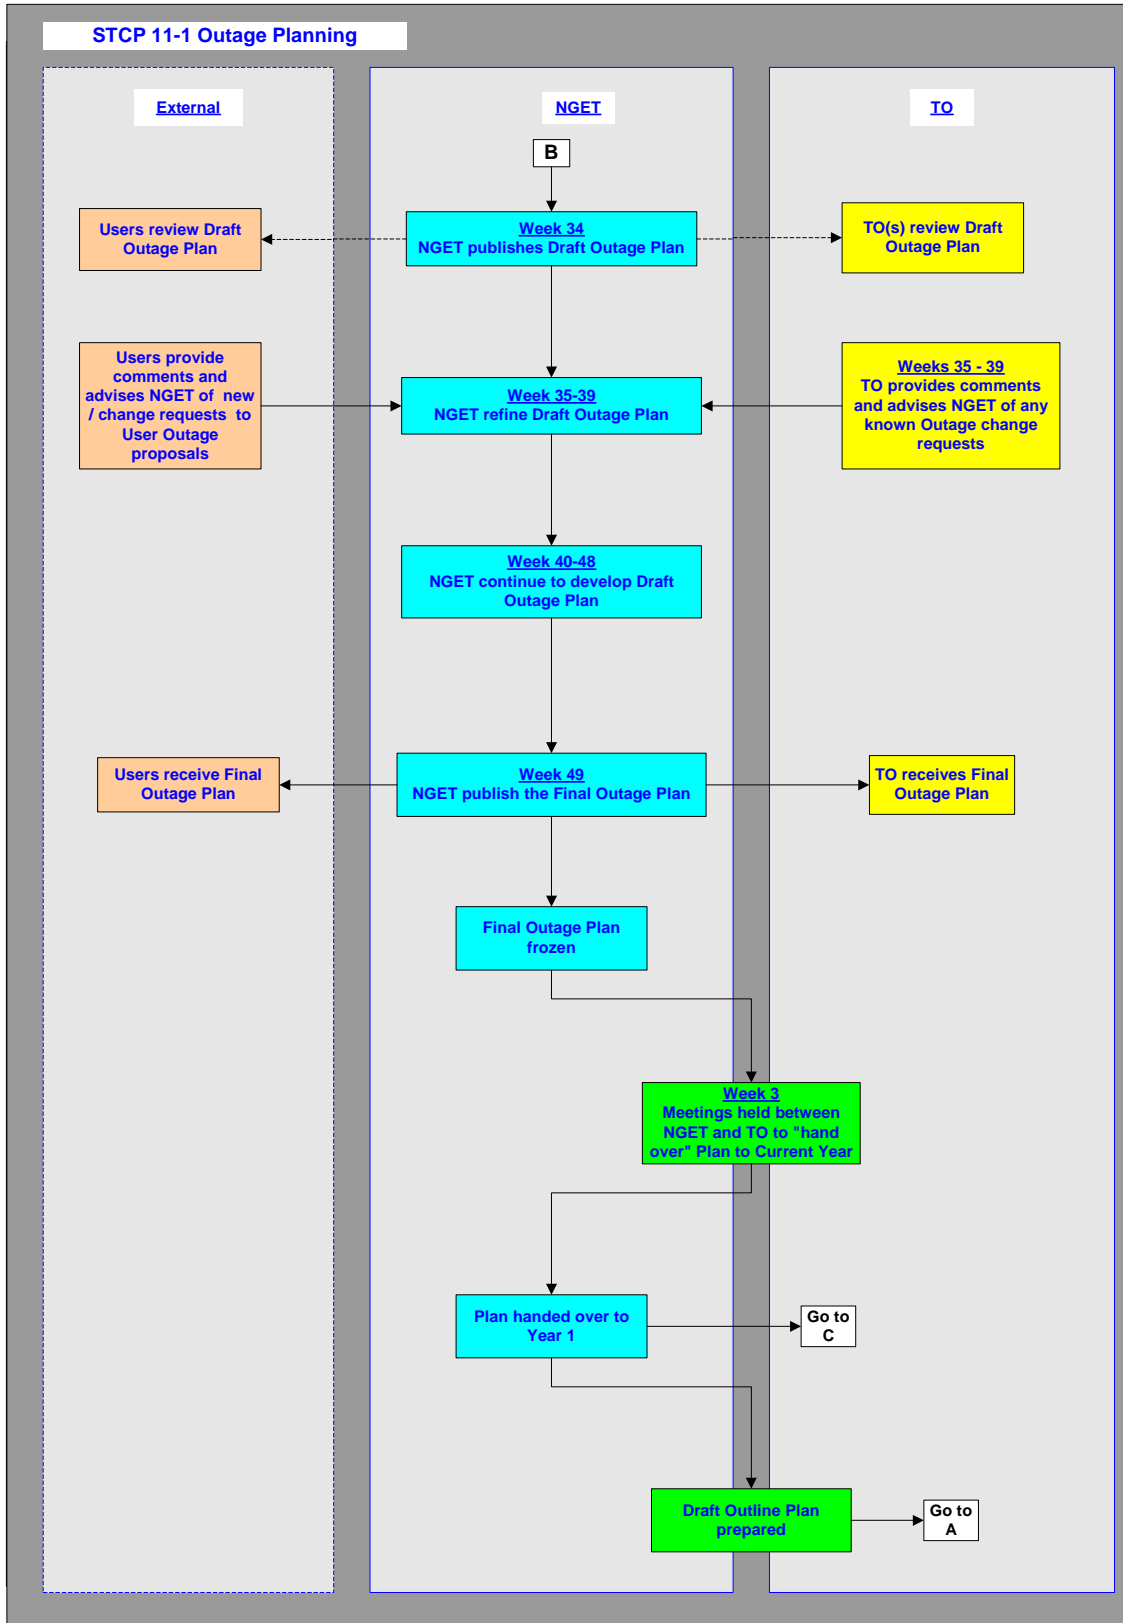 STCP 11-1 Outage Planning
External
NGET
TO
B
Users review Draft
Outage Plan
Week 34
NGET publishes Draft Outage Plan
TO(s) review Draft
Outage Plan
Users provide
comments and
advises NGET of new
/ change requests to
User Outage
proposals
Week 35-39
NGET refine Draft Outage Plan
Weeks 35 - 39
TO provides comments
and advises NGET of any
known Outage change
requests
Week 40-48
NGET continue to develop Draft
Outage Plan
Users receive Final
Outage Plan
Week 49
NGET publish the Final Outage Plan
TO receives Final
Outage Plan
Final Outage Plan
frozen
Week 3
Meetings held between
NGET and TO to "hand
over" Plan to Current Year
Plan handed over to
Year 1
Go to
C
Draft Outline Plan
prepared
Go to
A